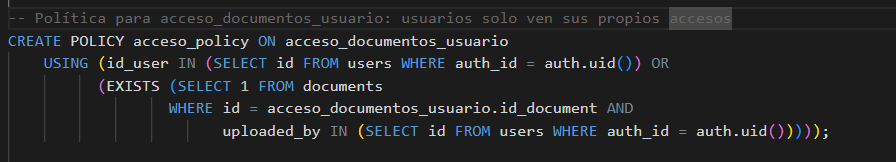 -- Política para acceso_documentos_usuario: usuarios solo ven sus propios accesos
CREATE POLICY acceso_policy ON acceso_documentos_usuario
    USING (id_user IN (SELECT id FROM users WHERE auth_id = auth.uid()) OR
          (EXISTS (SELECT 1 FROM documents
                  WHERE id = acceso_documentos_usuario.id_document AND
                        uploaded_by IN (SELECT id FROM users WHERE auth_id = auth.uid()))));